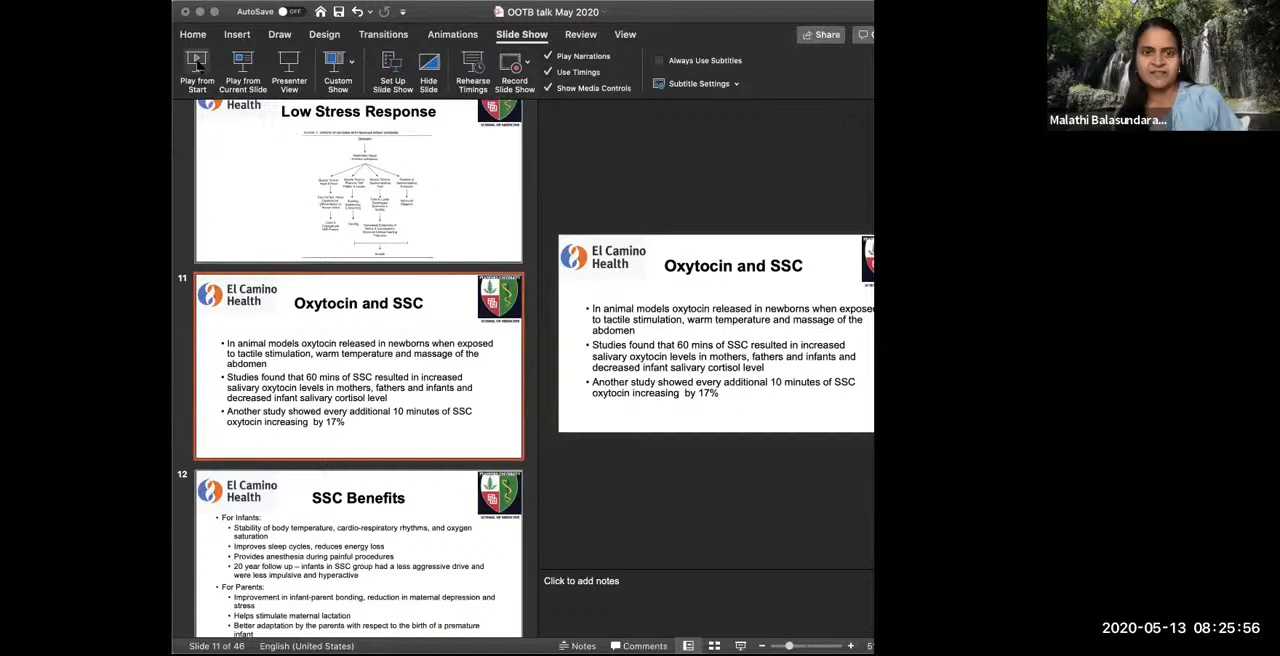 AutoSave OFF
OOTB talk May 2020
Home Insert Draw Design Transitions Animations Slide Show Review View
Share
Play from Start
Play from Current Slide
Presenter View
Custom Show
Set Up Slide Show
Hide Slide
Rehearse Timings
Record Slide Show
Play Narrations
Use Timings
Show Media Controls
Always Use Subtitles
Subtitle Settings
Health
Low Stress Response
SCHOOL OF MEDICINE
11
El Camino
Health
Oxytocin and SSC
SCHOOL OF MEDICINE
• In animal models oxytocin released in newborns when exposed
to tactile stimulation, warm temperature and massage of the
abdomen
• Studies found that 60 mins of SSC resulted in increased
salivary oxytocin levels in mothers, fathers and infants and
decreased infant salivary cortisol level
• Another study showed every additional 10 minutes of SSC
oxytocin increasing by 17%
12
El Camino
Health
SSC Benefits
SCHOOL OF MEDICINE
• For Infants:
• Stability of body temperature, cardio-respiratory rhythms, and oxygen
saturation
• Improves sleep cycles, reduces energy loss
• Provides anesthesia during painful procedures
• 20 year follow up – infants in SSC group had a less aggressive drive and
were less impulsive and hyperactive
• For Parents:
• Improvement in infant-parent bonding, reduction in maternal depression and
stress
• Helps stimulate maternal lactation
• Better adaptation by the parents with respect to the birth of a premature
infant
El Camino
Health
Oxytocin and SSC
• In animal models oxytocin released in newborns when expose
to tactile stimulation, warm temperature and massage of the
abdomen
• Studies found that 60 mins of SSC resulted in increased
salivary oxytocin levels in mothers, fathers and infants and
decreased infant salivary cortisol level
• Another study showed every additional 10 minutes of SSC
oxytocin increasing by 17%
Click to add notes
Slide 11 of 46 English (United States)
Notes Comments
Malathi Balasundara...
2020-05-13 08:25:56